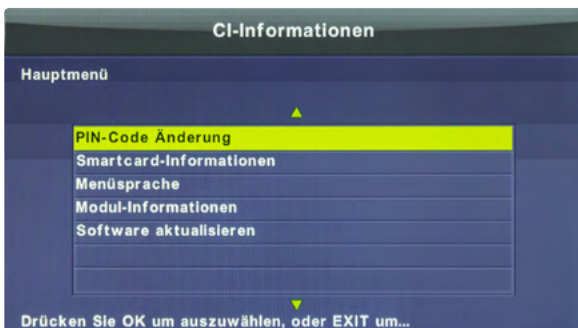 CI-Informationen
Hauptmenü
PIN-Code Änderung
Smartcard-Informationen
Menüsprache
Modul-Informationen
Software aktualisieren
Drücken Sie OK um auszuwählen, oder EXIT um...